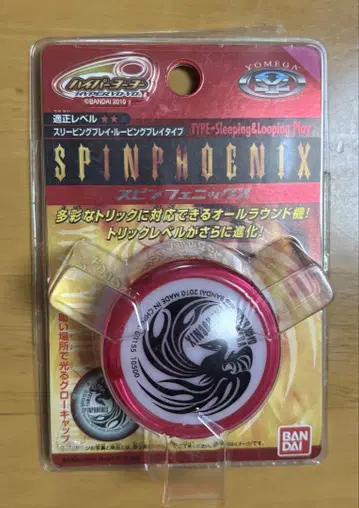 ハイパーヨーヨー
HYPER YO-YO
©BANDAI 2010
YOMEGA
適正レベル ★★★
スリーピングプレイ・ルーピングプレイタイプ
TYPE-Sleeping&Looping Play
SPINPHOENIX
スピンフェニックス
多彩なトリックに対応できるオールラウンド機!
トリックレベルがさらに進化!
©BANDAI 2010 MADE IN CHINA
SPINPHOENIX
暗い場所で光るグローキャップ
SPINPHOENIX
BAN
DAI